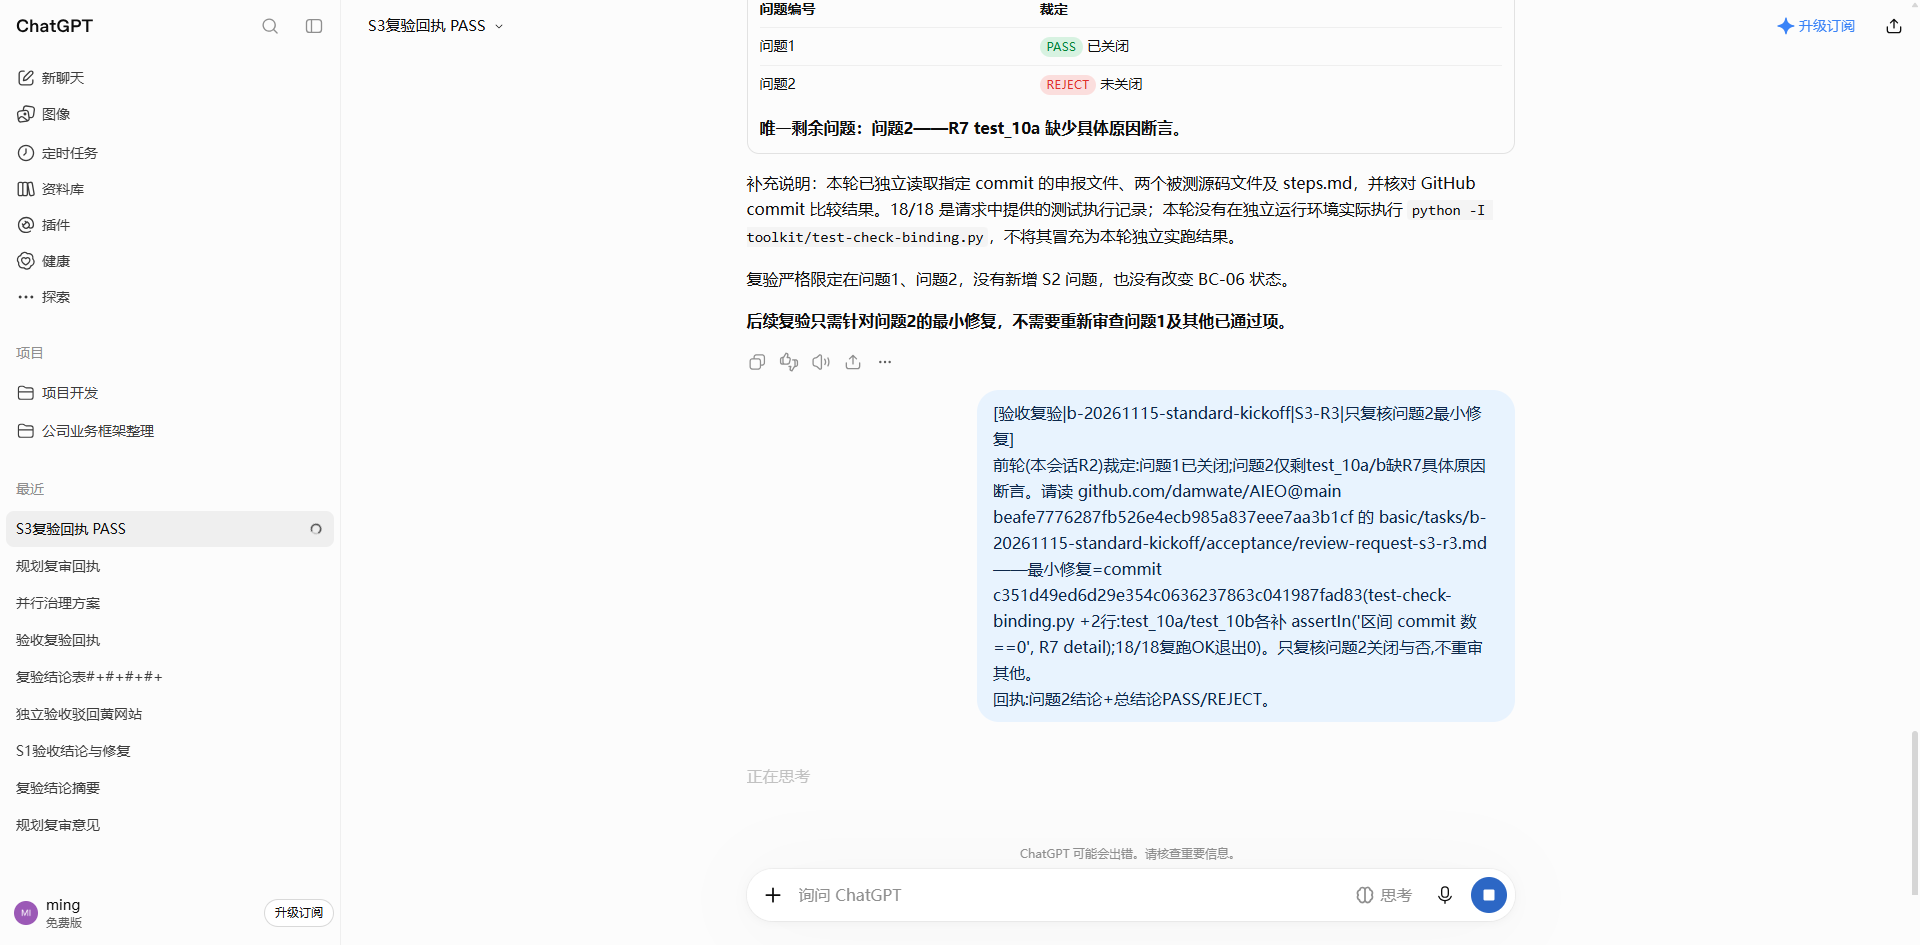 ChatGPT
新聊天
图像
定时任务
资料库
插件
健康
探索
项目
项目开发
公司业务框架整理
最近
S3复验回执 PASS
规划复审回执
并行治理方案
验收复验回执
复验结论表#+#+#+#+
独立验收驳回黄网站
S1验收结论与修复
复验结论摘要
规划复审意见
MI
ming
免费版
升级订阅
S3复验回执 PASS
升级订阅
问题编号 裁定
问题1 PASS 已关闭
问题2 REJECT 未关闭
唯一剩余问题：问题2——R7 test_10a 缺少具体原因断言。
补充说明：本轮已独立读取指定 commit 的申报文件、两个被测源码文件及 steps.md，并核对 GitHub
commit 比较结果。18/18 是请求中提供的测试执行记录；本轮没有在独立运行环境实际执行 python -I
toolkit/test-check-binding.py，不将其冒充为本轮独立实跑结果。
复验严格限定在问题1、问题2，没有新增 S2 问题，也没有改变 BC-06 状态。
后续复验只需针对问题2的最小修复，不需要重新审查问题1及其他已通过项。
[验收复验|b-20261115-standard-kickoff|S3-R3|只复核问题2最小修
复]
前轮(本会话R2)裁定:问题1已关闭;问题2仅剩test_10a/b缺R7具体原因
断言。请读 github.com/damwate/AIEO@main
beafe7776287fb526e4ecb985a837eee7aa3b1cf 的 basic/tasks/b-
20261115-standard-kickoff/acceptance/review-request-s3-r3.md
——最小修复=commit
c351d49ed6d29e354c0636237863c041987fad83(test-check-
binding.py +2行:test_10a/test_10b各补 assertIn('区间 commit 数
==0', R7 detail);18/18复跑OK退出0)。只复核问题2关闭与否,不重审
其他。
回执:问题2结论+总结论PASS/REJECT。
正在思考
ChatGPT 可能会出错。请核查重要信息。
询问 ChatGPT
思考